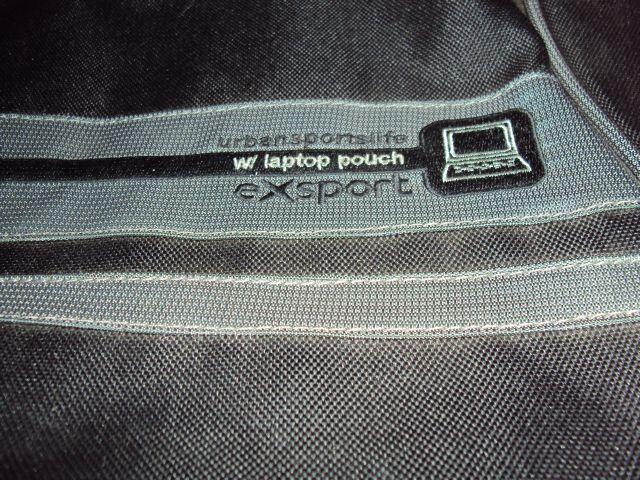 urbansportslife
w/ laptop pouch
exsport